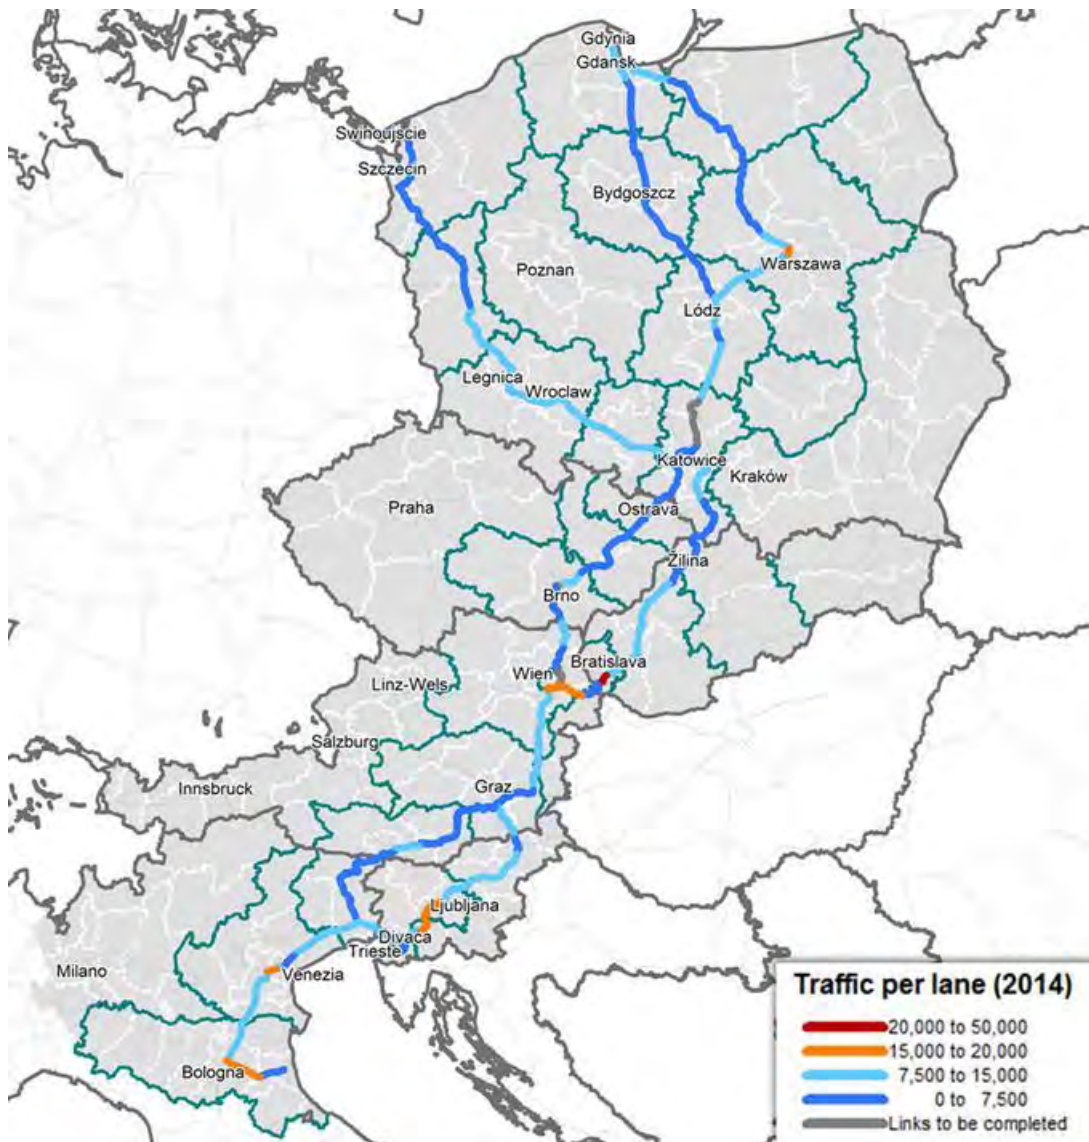 Gdynia
Gdańsk
Swinoujscie
Szczecin
Bydgoszcz
Poznan
Warszawa
Lódz
Legnica
Wroclaw
Katowice
Kraków
Praha
Ostrava
Žilina
Brno
Wien
Bratislava
Linz-Wels
Salzburg
Innsbruck
Graz
Ljubljana
Divaca
Trieste
Milano
Venezia
Bologna
Traffic per lane (2014)
20,000 to 50,000
15,000 to 20,000
7,500 to 15,000
0 to 7,500
Links to be completed